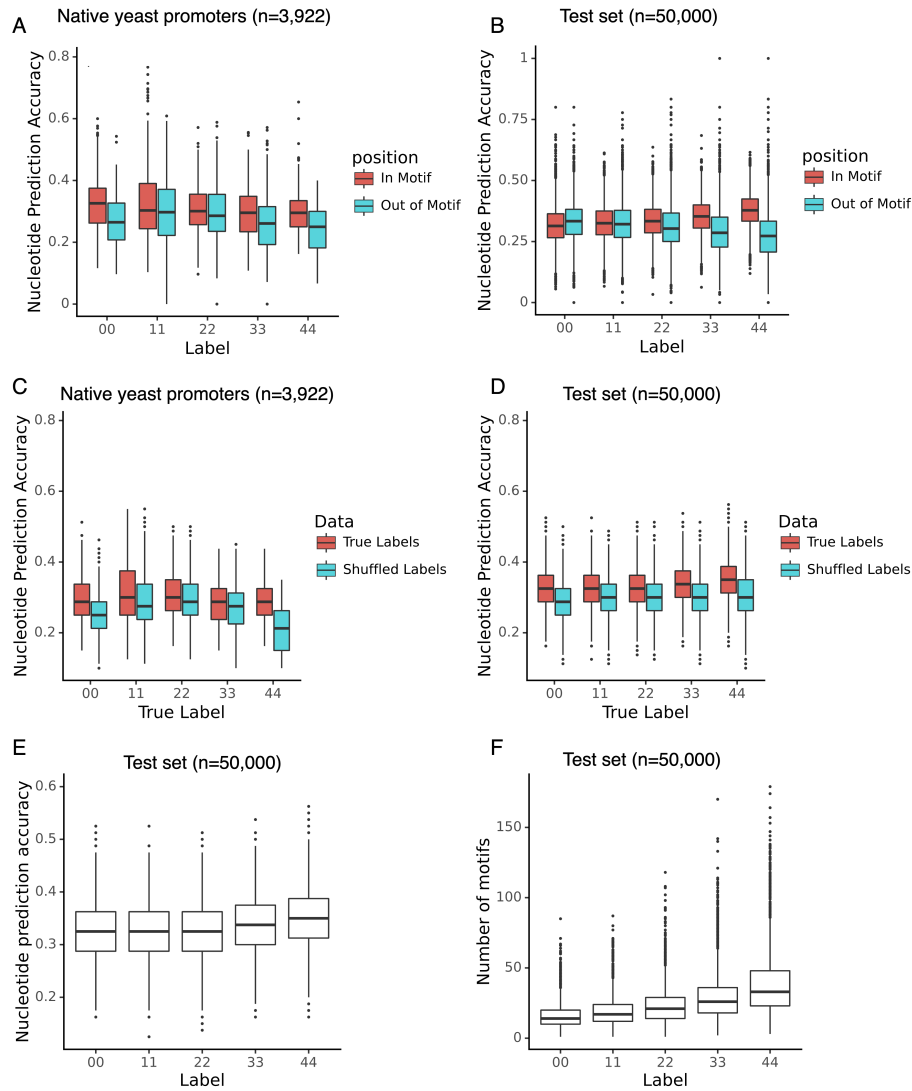 A
Native yeast promoters (n=3,922)
Nucleotide Prediction Accuracy
0.8
0.6
0.4
0.2
0
00 11 22 33 44
Label
position
In Motif
Out of Motif
B
Test set (n=50,000)
Nucleotide Prediction Accuracy
1
0.75
0.50
0.25
0
00 11 22 33 44
Label
position
In Motif
Out of Motif
C
Native yeast promoters (n=3,922)
Nucleotide Prediction Accuracy
0.8
0.6
0.4
0.2
00 11 22 33 44
True Label
Data
True Labels
Shuffled Labels
D
Test set (n=50,000)
Nucleotide Prediction Accuracy
0.8
0.6
0.4
0.2
00 11 22 33 44
True Label
Data
True Labels
Shuffled Labels
E
Test set (n=50,000)
Nucleotide prediction accuracy
0.6
0.5
0.4
0.3
0.2
00 11 22 33 44
Label
F
Test set (n=50,000)
Number of motifs
150
100
50
0
00 11 22 33 44
Label